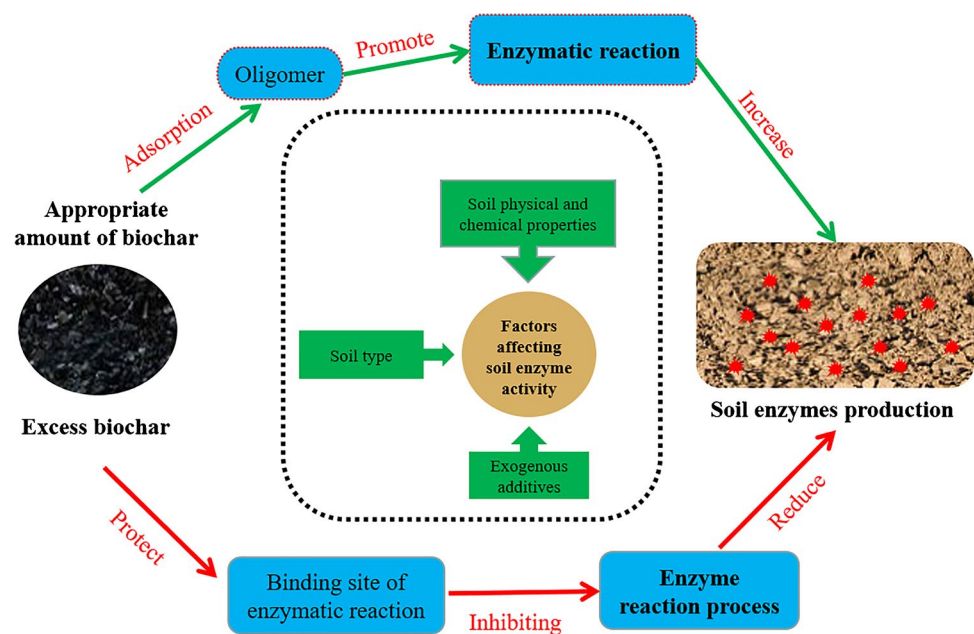 Promote
Oligomer
Enzymatic reaction
Adsorption
Increase
Appropriate
amount of biochar
Soil physical and
chemical properties
Soil type
Factors
affecting
soil enzyme
activity
Exogenous
additives
Excess biochar
Soil enzymes production
Protect
Reduce
Binding site of
enzymatic reaction
Inhibiting
Enzyme
reaction process